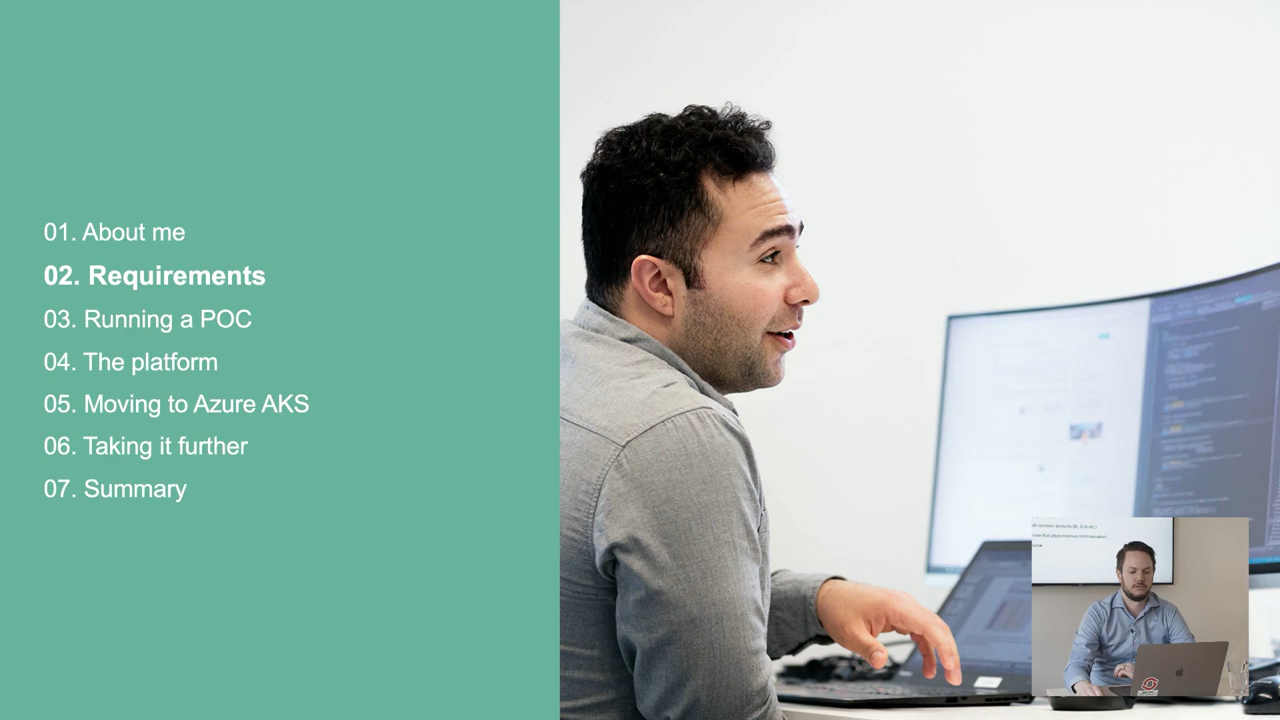 01. About me
02. Requirements
03. Running a POC
04. The platform
05. Moving to Azure AKS
06. Taking it further
07. Summary